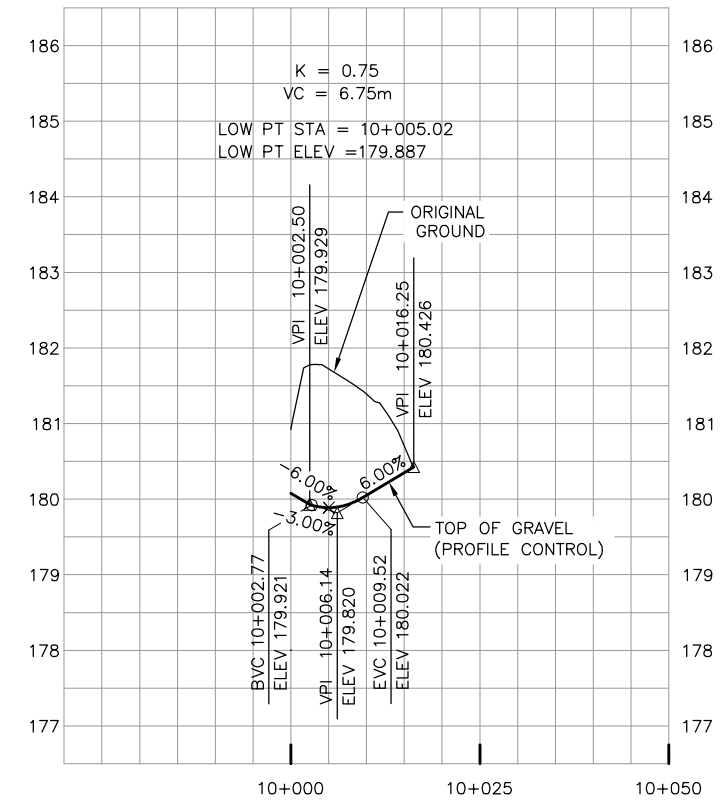 186
186
K = 0.75
VC = 6.75m
185
185
LOW PT STA = 10+005.02
LOW PT ELEV =179.887
184
184
VPI 10+002.50
ELEV 179.929
ORIGINAL
GROUND
183
183
VPI 10+016.25
ELEV 180.426
182
182
181
181
-6.00%
6.00%
180
180
-3.00%
TOP OF GRAVEL
(PROFILE CONTROL)
179
179
BVC 10+002.77
ELEV 179.921
VPI 10+006.14
ELEV 179.820
EVC 10+009.52
ELEV 180.022
178
178
177
177
10+000
10+025
10+050